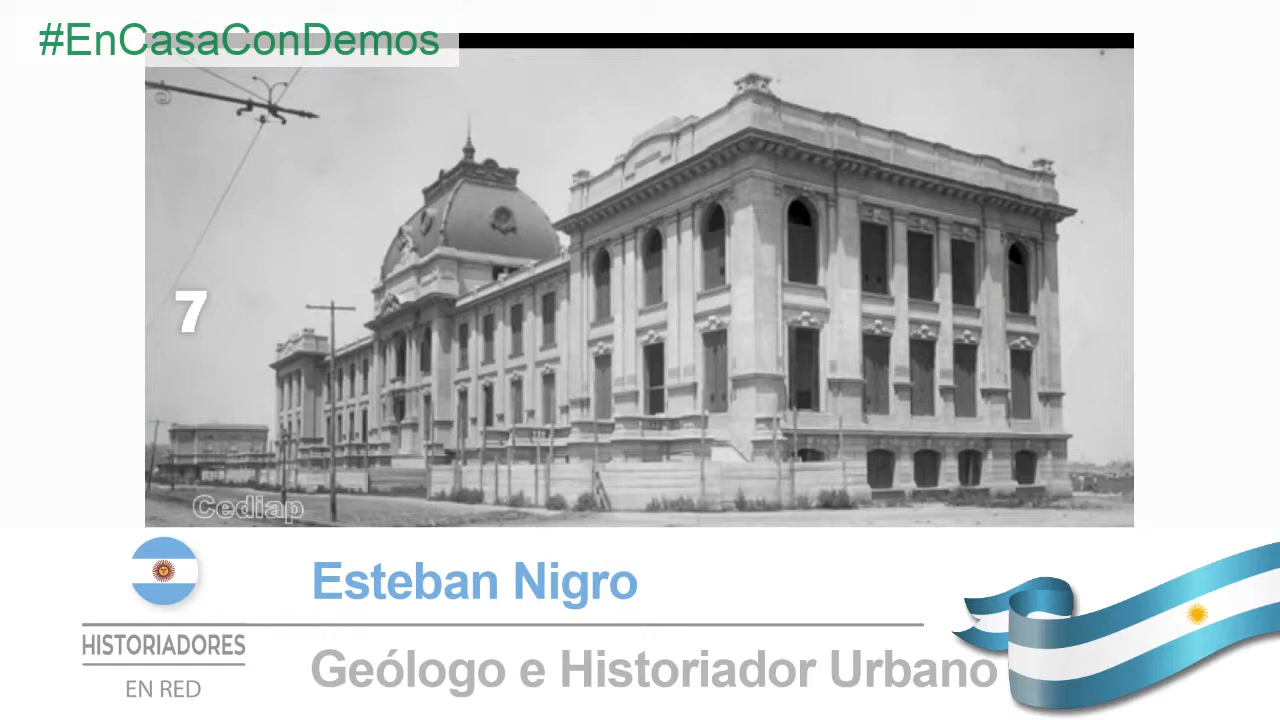 #EnCasaConDemos
7
Cediap
Esteban Nigro
HISTORIADORES
EN RED
Geólogo e Historiador Urbano